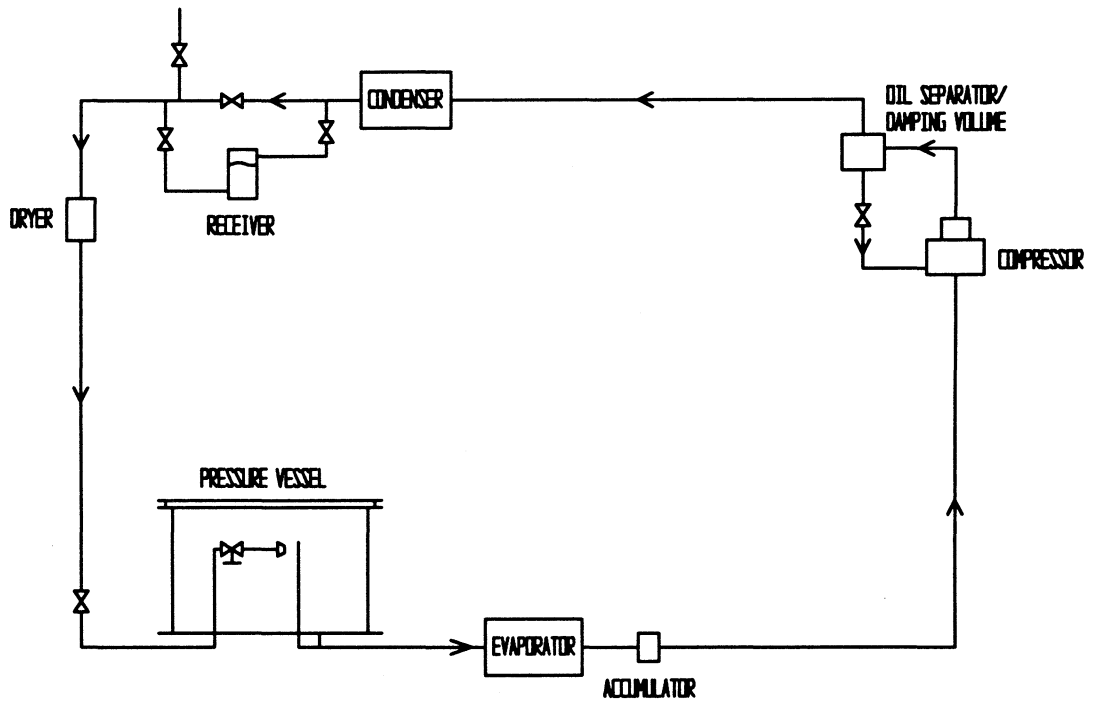 CONDENSER
OIL SEPARATOR/
DAMPING VOLUME
DRYER
RECEIVER
COMPRESSOR
PRESSURE VESSEL
EVAPORATOR
ACCUMULATOR